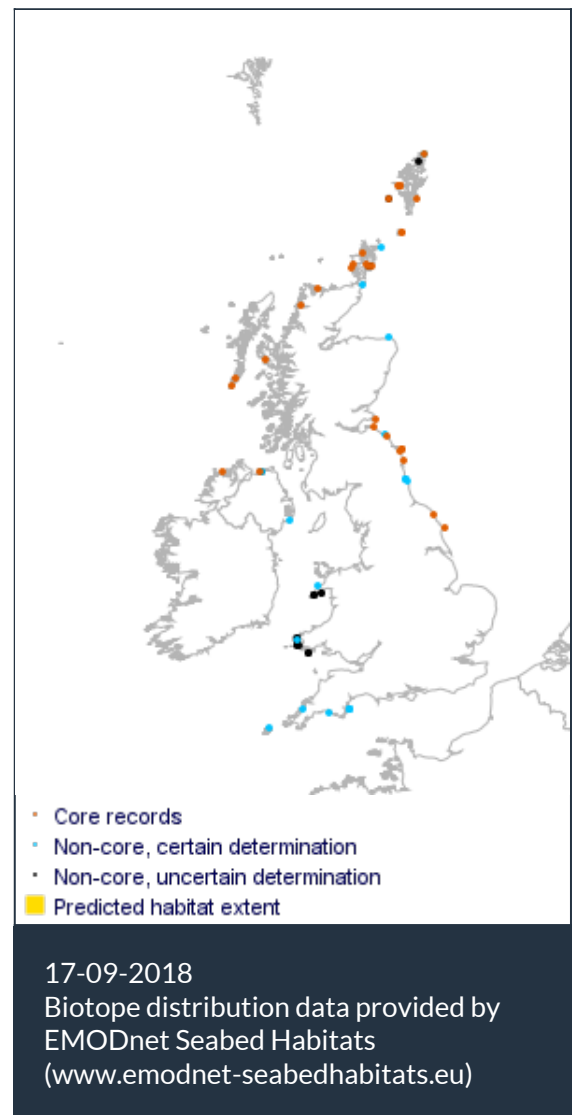 Core records
Non-core, certain determination
Non-core, uncertain determination
Predicted habitat extent
17-09-2018
Biotope distribution data provided by
EMODnet Seabed Habitats
(www.emodnet-seabedhabitats.eu)